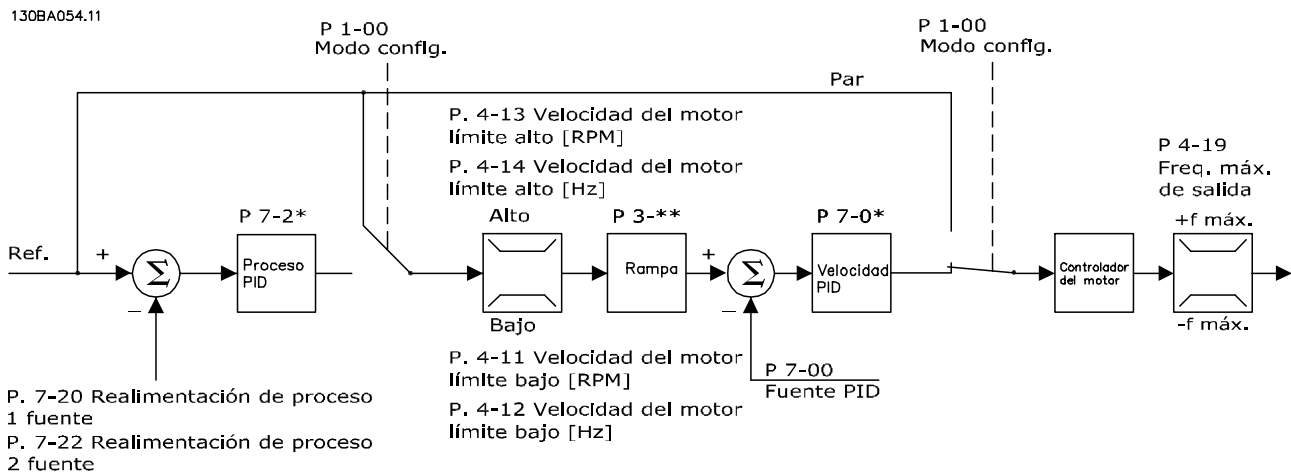 130BA054.11
P 1-00
Modo config.
P 1-00
Modo config.
Par
P. 4-13 Velocidad del motor
límite alto [RPM]
P. 4-14 Velocidad del motor
límite alto [Hz]
P 4-19
Freq. máx.
de salida
P 7-2*
Alto
P 3-**
P 7-0*
+f máx.
Ref.
+
Σ
Proceso
PID
Rampa
+
Σ
Velocidad
PID
Controlador
del motor
−
Bajo
−
-f máx.
P. 7-20 Realimentación de proceso
1 fuente
P. 7-22 Realimentación de proceso
2 fuente
P. 4-11 Velocidad del motor
límite bajo [RPM]
P. 4-12 Velocidad del motor
límite bajo [Hz]
P 7-00
Fuente PID